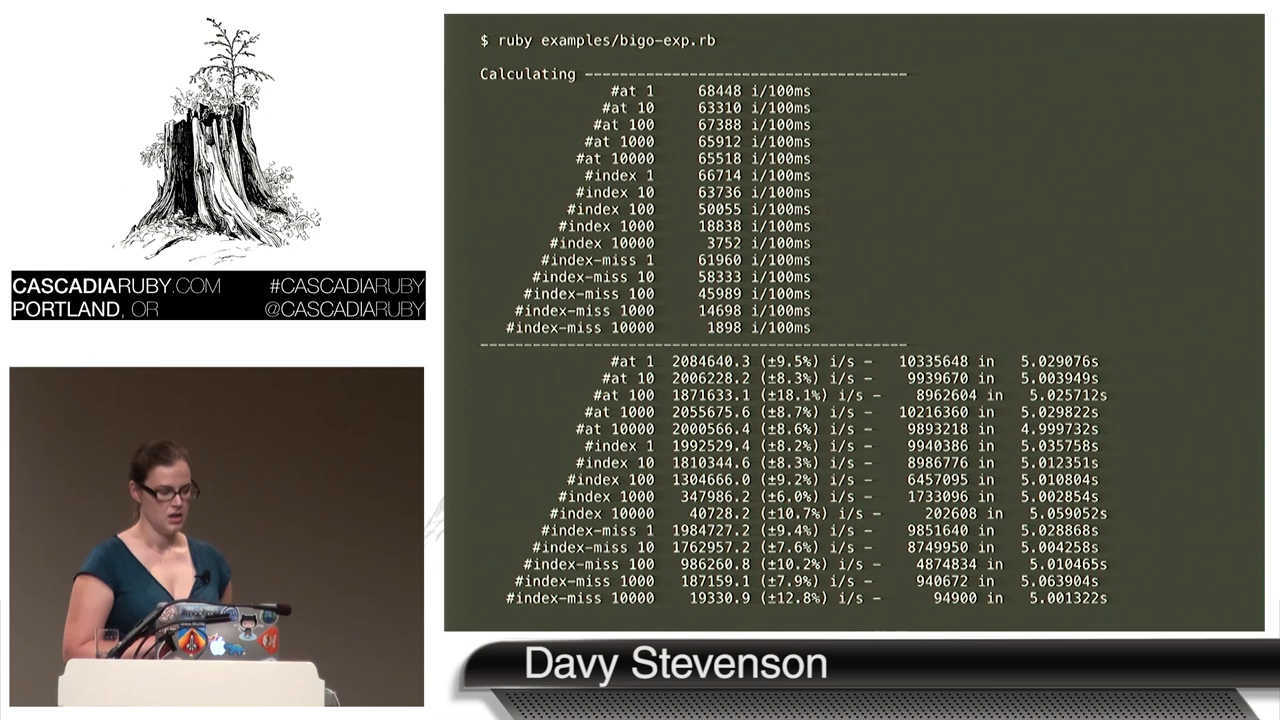 CASCADIARUBY.COM #CASCADIARUBY
PORTLAND, OR @CASCADIARUBY
$ ruby examples/bigo-exp.rb
Calculating -------------------------------------
#at 1 68448 i/100ms
#at 10 63310 i/100ms
#at 100 67388 i/100ms
#at 1000 65912 i/100ms
#at 10000 65518 i/100ms
#index 1 66714 i/100ms
#index 10 63736 i/100ms
#index 100 50055 i/100ms
#index 1000 18838 i/100ms
#index 10000 3752 i/100ms
#index-miss 1 61960 i/100ms
#index-miss 10 58333 i/100ms
#index-miss 100 45989 i/100ms
#index-miss 1000 14698 i/100ms
#index-miss 10000 1898 i/100ms
-------------------------------------------------
#at 1 2084640.3 (±9.5%) i/s - 10335648 in 5.029076s
#at 10 2006228.2 (±8.3%) i/s - 9939670 in 5.003949s
#at 100 1871633.1 (±18.1%) i/s - 8962604 in 5.025712s
#at 1000 2055675.6 (±8.7%) i/s - 10216360 in 5.029822s
#at 10000 2000566.4 (±8.6%) i/s - 9893218 in 4.999732s
#index 1 1992529.4 (±8.2%) i/s - 9940386 in 5.035758s
#index 10 1810344.6 (±8.3%) i/s - 8986776 in 5.012351s
#index 100 1304666.0 (±9.2%) i/s - 6457095 in 5.010804s
#index 1000 347986.2 (±6.0%) i/s - 1733096 in 5.002854s
#index 10000 40728.2 (±10.7%) i/s - 202608 in 5.059052s
#index-miss 1 1984727.2 (±9.4%) i/s - 9851640 in 5.028868s
#index-miss 10 1762957.2 (±7.6%) i/s - 8749950 in 5.004258s
#index-miss 100 986260.8 (±10.2%) i/s - 4874834 in 5.010465s
#index-miss 1000 187159.1 (±7.9%) i/s - 940672 in 5.063904s
#index-miss 10000 19330.9 (±12.8%) i/s - 94900 in 5.001322s
Davy Stevenson